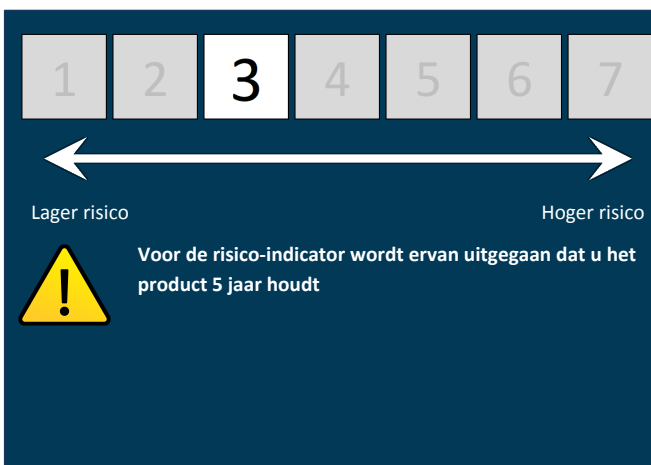 1 2 3 4 5 6 7
Lager risico Hoger risico
Voor de risico-indicator wordt ervan uitgegaan dat u het
product 5 jaar houdt